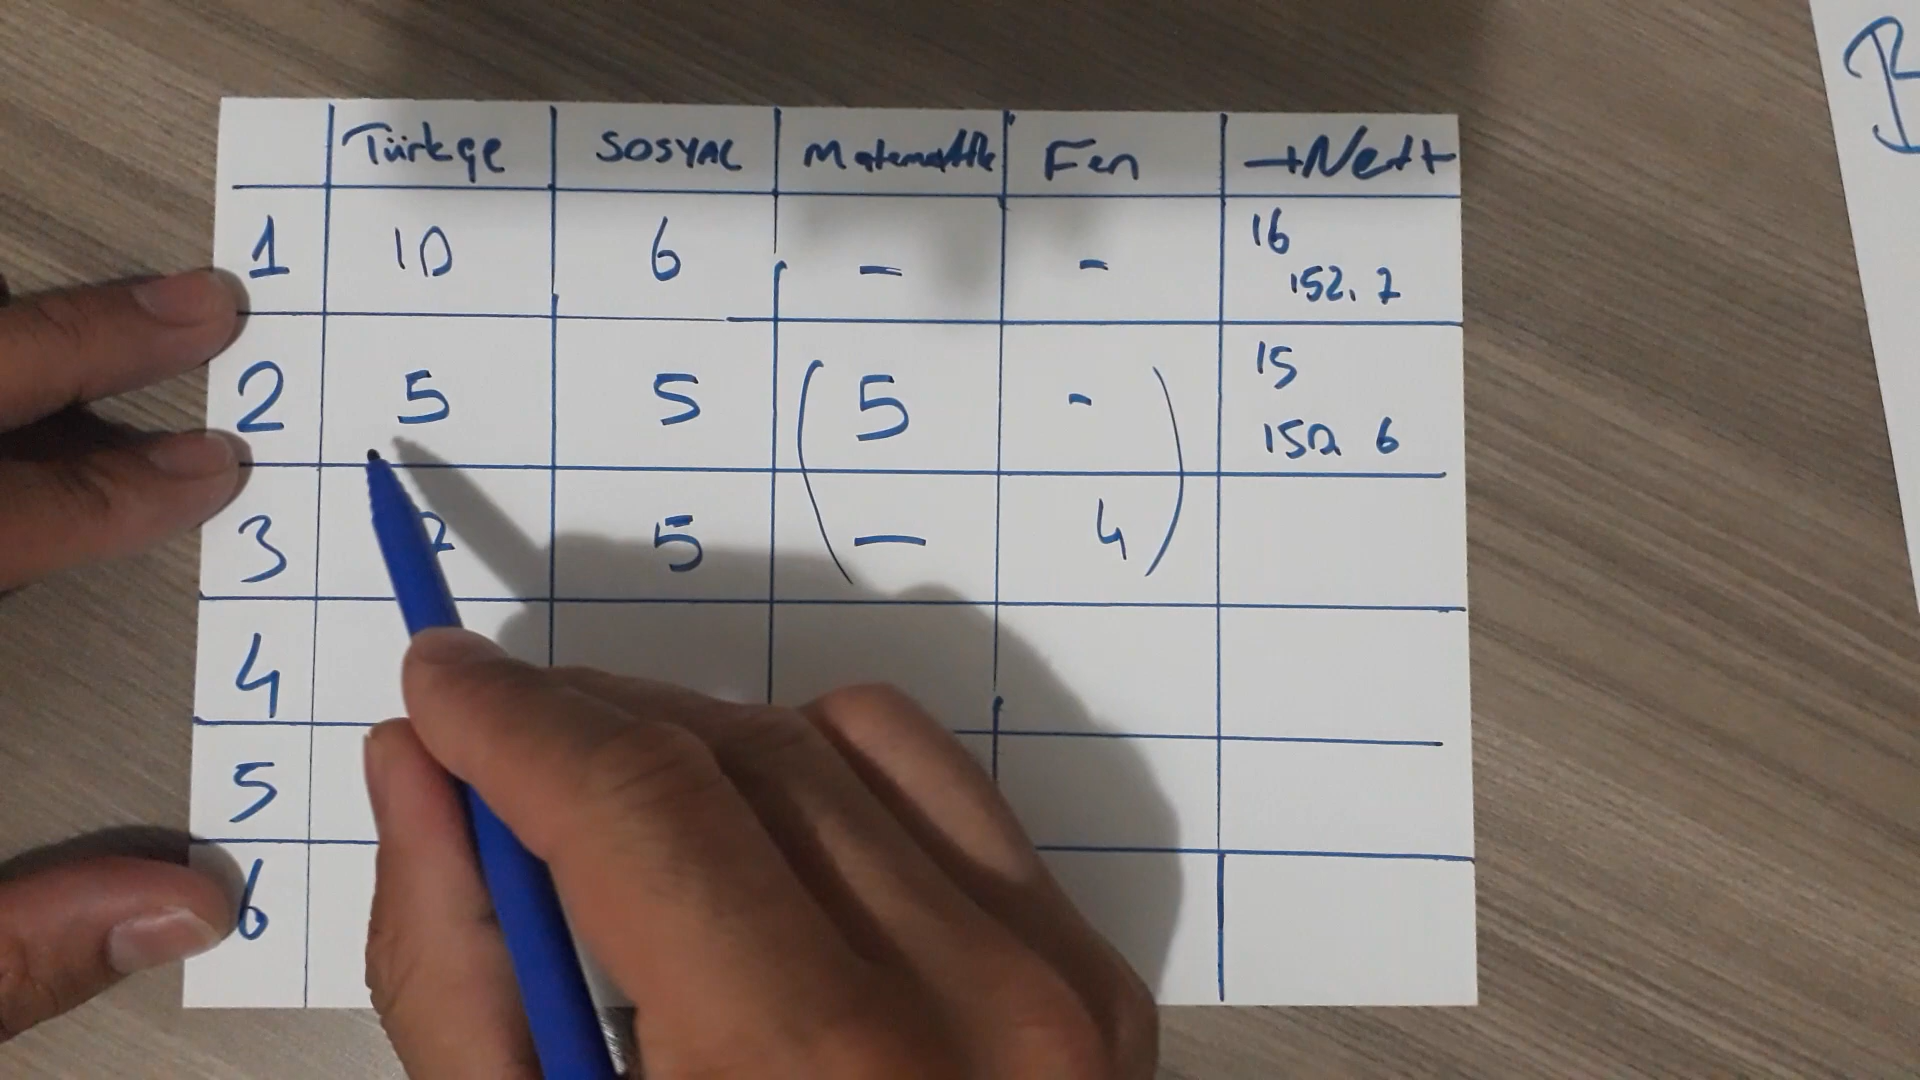 Türkçe SOSYAL Matematik Fen +Net+
1 10 6 - - 16
152. 7
2 5 5 (5 -) 15
150 6
3 5 (- 4)
4
5
6
B